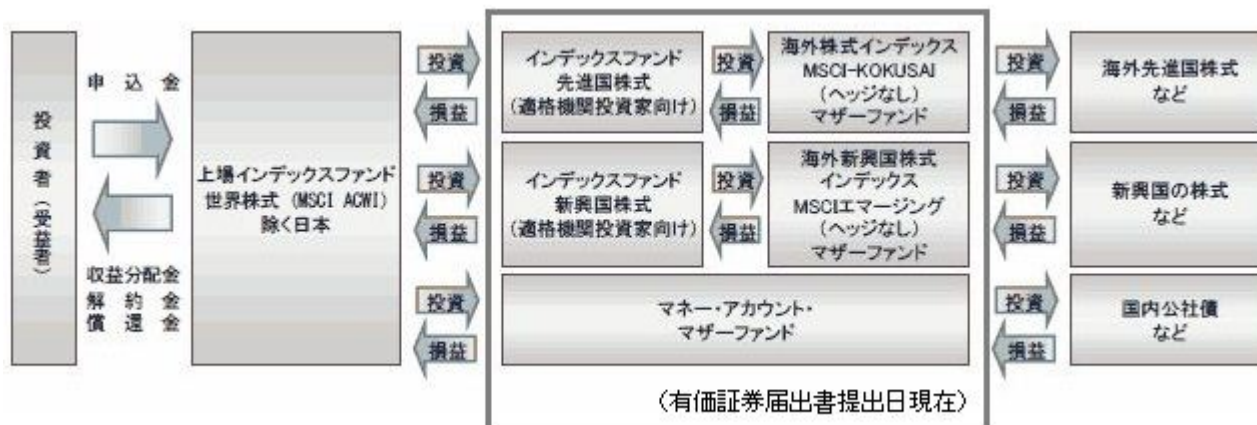 投資者(受益者)
申込金
収益分配金
解約金
償還金
上場インデックスファンド
世界株式(MSCI ACWI)
除く日本
投資
損益
インデックスファンド
先進国株式
(適格機関投資家向け)
投資
損益
海外株式インデックス
MSCI-KOKUSAI
(ヘッジなし)
マザーファンド
投資
損益
海外先進国株式
など
投資
損益
インデックスファンド
新興国株式
(適格機関投資家向け)
投資
損益
海外新興国株式
インデックス
MSCIエマージング
(ヘッジなし)
マザーファンド
投資
損益
新興国の株式
など
投資
損益
マネー・アカウント・
マザーファンド
投資
損益
国内公社債
など
(有価証券届出書提出日現在)